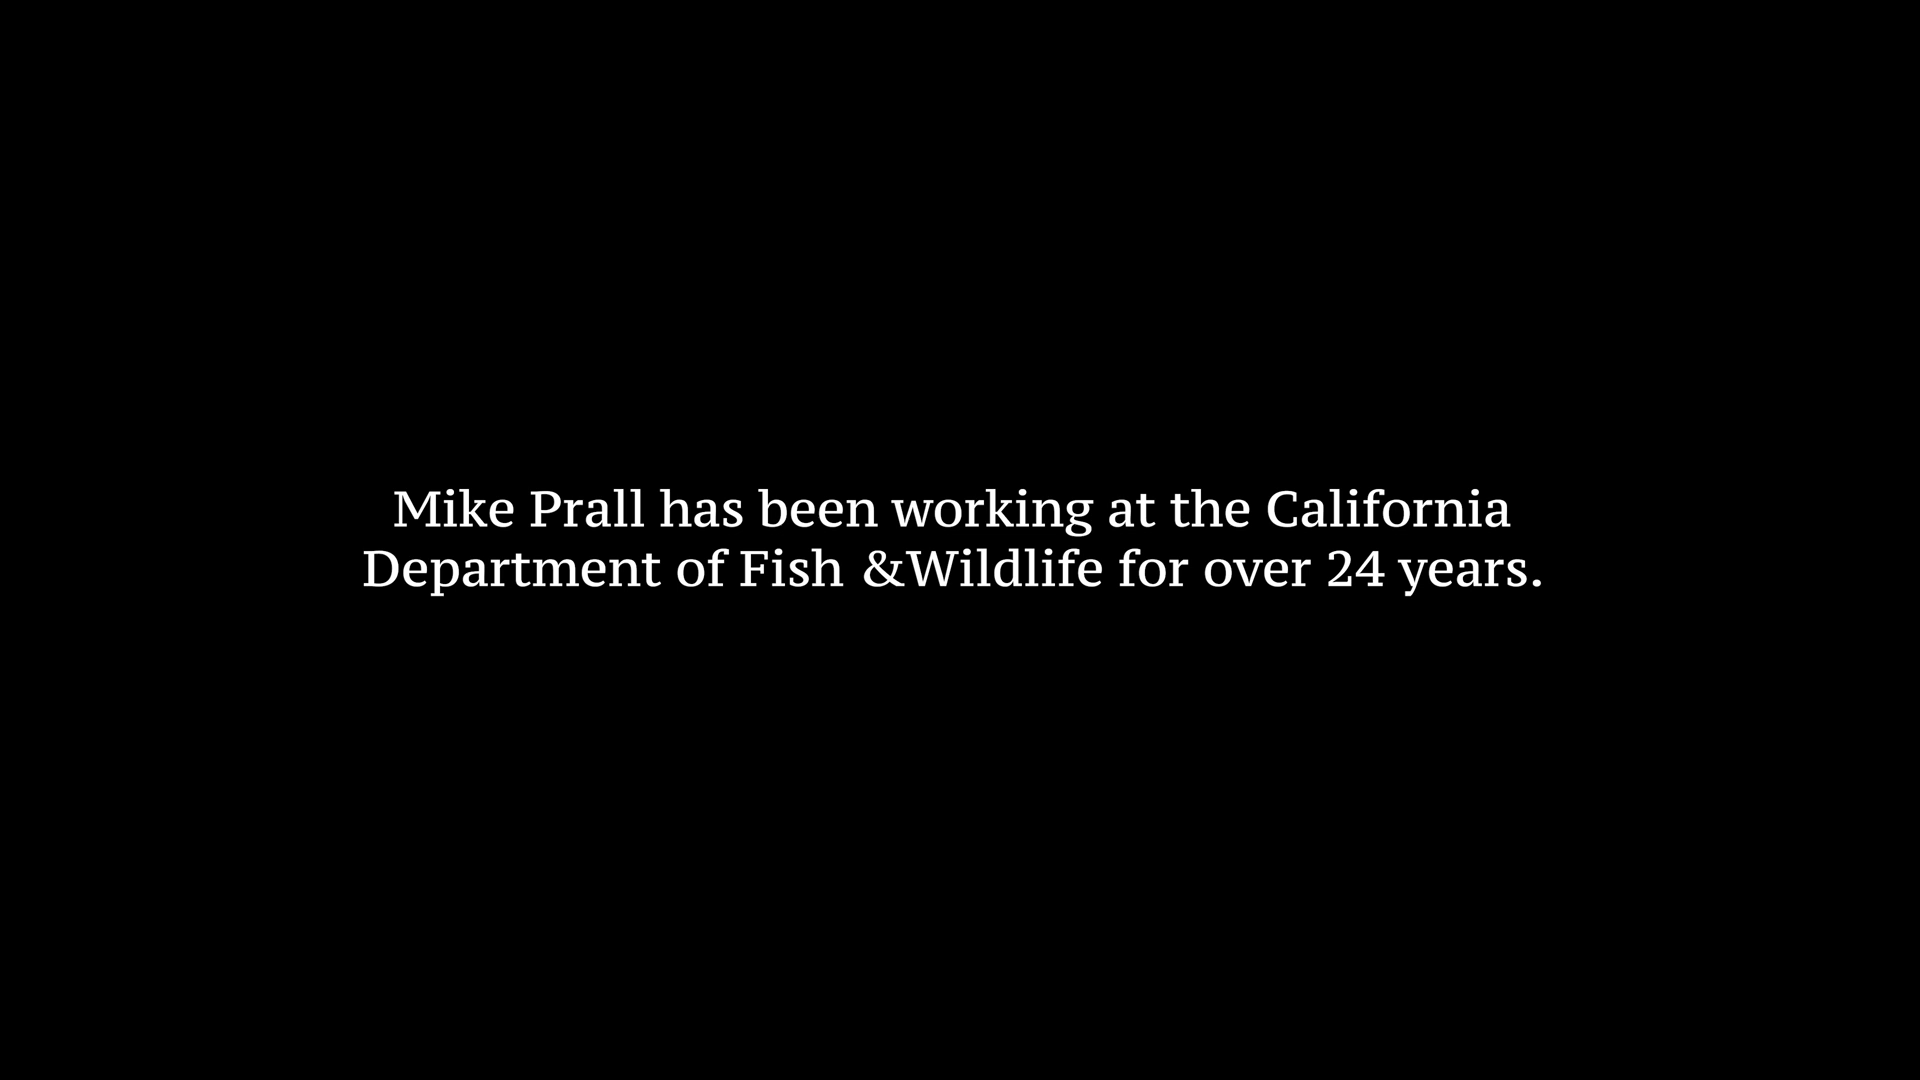 Mike Prall has been working at the California
Department of Fish &Wildlife for over 24 years.